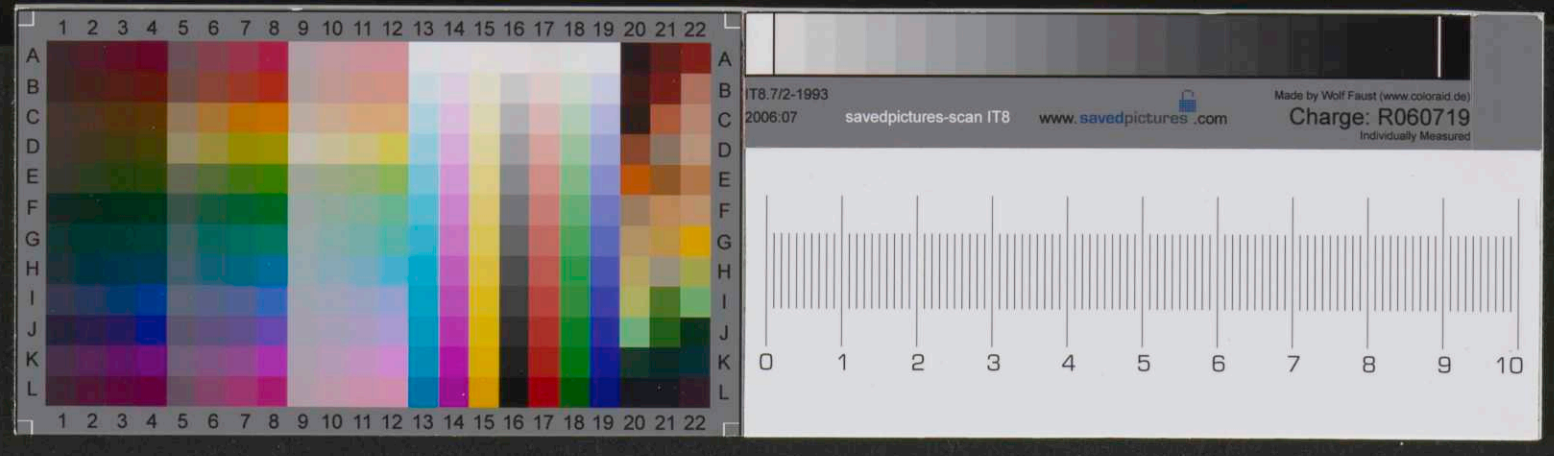 1 2 3 4 5 6 7 8 9 10 11 12 13 14 15 16 17 18 19 20 21 22
A A
B B
C C
D D
E E
F F
G G
H H
I I
J J
K K
L L
1 2 3 4 5 6 7 8 9 10 11 12 13 14 15 16 17 18 19 20 21 22
IT8.7/2-1993
2006:07
savedpictures-scan IT8
www.savedpictures.com
Made by Wolf Faust (www.coloraid.de)
Charge: R060719
Individually Measured
0 1 2 3 4 5 6 7 8 9 10